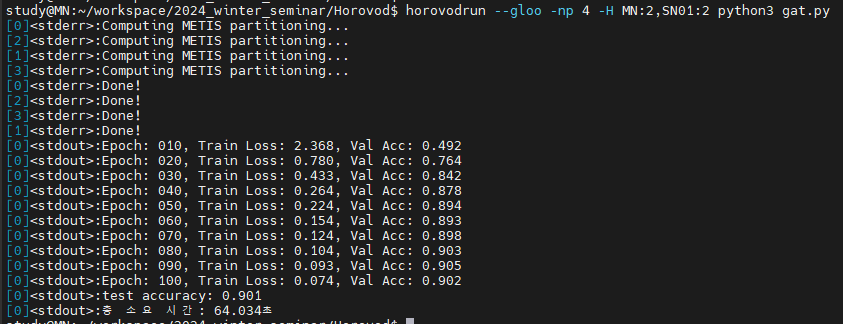 study@MN:~/workspace/2024_winter_seminar/Horovod$ horovodrun --gloo -np 4 -H MN:2,SN01:2 python3 gat.py
[0]<stderr>:Computing METIS partitioning...
[2]<stderr>:Computing METIS partitioning...
[1]<stderr>:Computing METIS partitioning...
[3]<stderr>:Computing METIS partitioning...
[0]<stderr>:Done!
[2]<stderr>:Done!
[3]<stderr>:Done!
[1]<stderr>:Done!
[0]<stdout>:Epoch: 010, Train Loss: 2.368, Val Acc: 0.492
[0]<stdout>:Epoch: 020, Train Loss: 0.780, Val Acc: 0.764
[0]<stdout>:Epoch: 030, Train Loss: 0.433, Val Acc: 0.842
[0]<stdout>:Epoch: 040, Train Loss: 0.264, Val Acc: 0.878
[0]<stdout>:Epoch: 050, Train Loss: 0.224, Val Acc: 0.894
[0]<stdout>:Epoch: 060, Train Loss: 0.154, Val Acc: 0.893
[0]<stdout>:Epoch: 070, Train Loss: 0.124, Val Acc: 0.898
[0]<stdout>:Epoch: 080, Train Loss: 0.104, Val Acc: 0.903
[0]<stdout>:Epoch: 090, Train Loss: 0.093, Val Acc: 0.905
[0]<stdout>:Epoch: 100, Train Loss: 0.074, Val Acc: 0.902
[0]<stdout>:test accuracy: 0.901
[0]<stdout>:총 소요 시간: 64.034초
study@MN:~/workspace/2024_winter_seminar/Horovod$